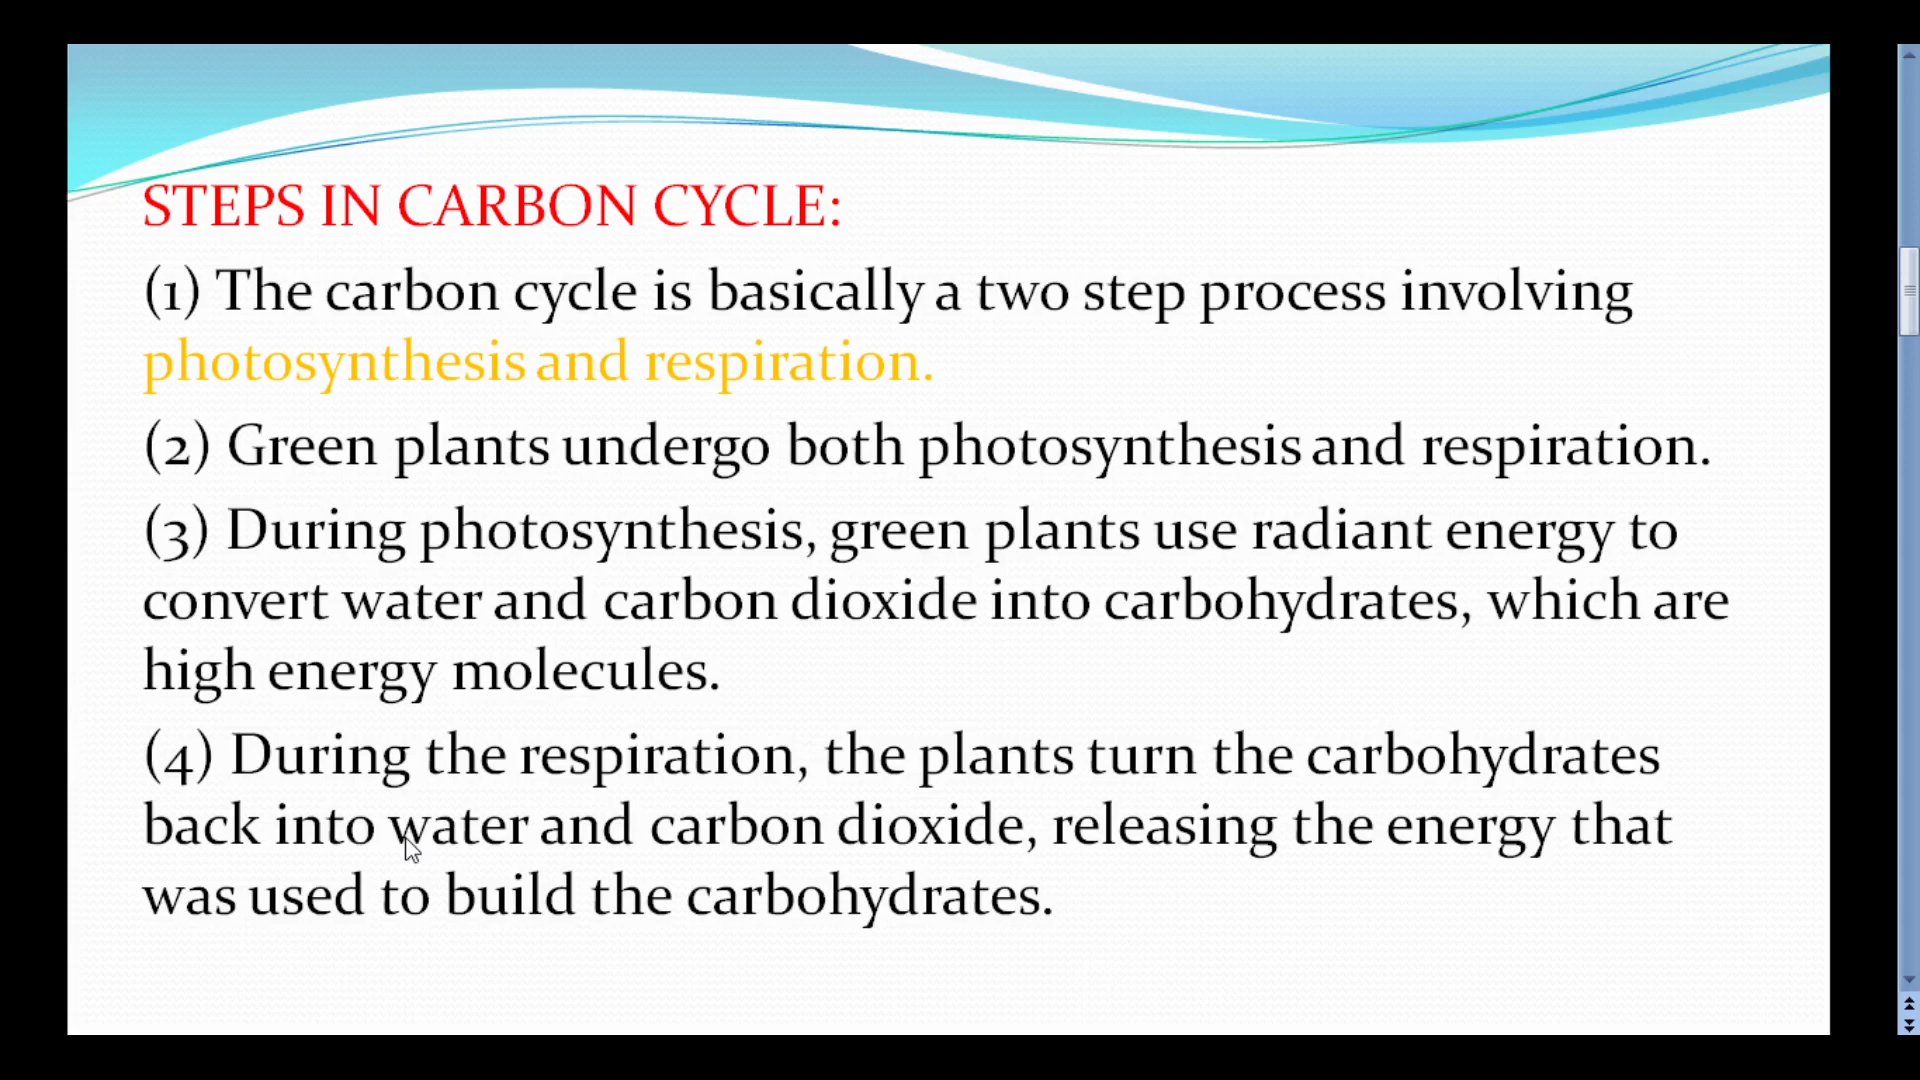 STEPS IN CARBON CYCLE:
(1) The carbon cycle is basically a two step process involving
photosynthesis and respiration.
(2) Green plants undergo both photosynthesis and respiration.
(3) During photosynthesis, green plants use radiant energy to
convert water and carbon dioxide into carbohydrates, which are
high energy molecules.
(4) During the respiration, the plants turn the carbohydrates
back into water and carbon dioxide, releasing the energy that
was used to build the carbohydrates.